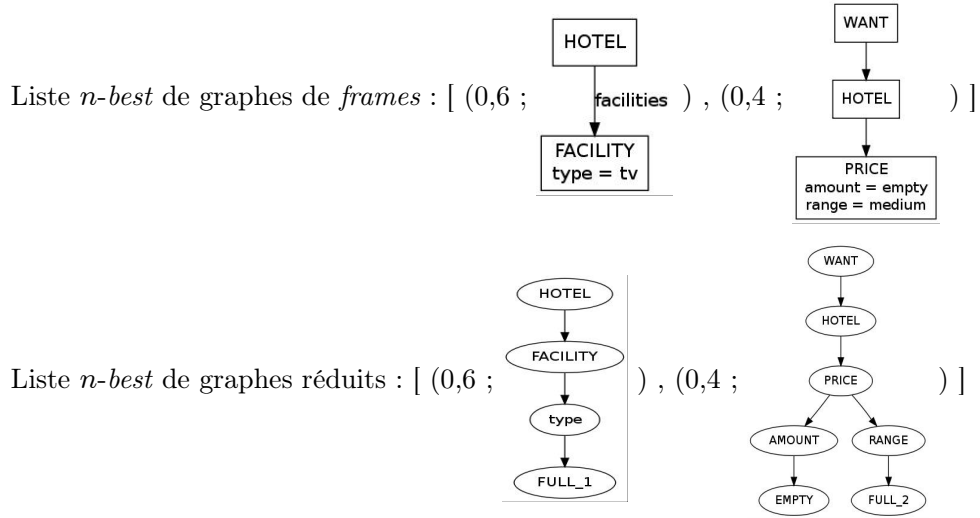 WANT
HOTEL
Liste n-best de graphes de frames : [ (0,6 ; facilities ) , (0,4 ; HOTEL ) ]
FACILITY
type = tv
PRICE
amount = empty
range = medium
WANT
HOTEL
HOTEL
FACILITY
Liste n-best de graphes réduits : [ (0,6 ; ) , (0,4 ; PRICE ) ]
type
AMOUNT RANGE
FULL_1
EMPTY FULL_2